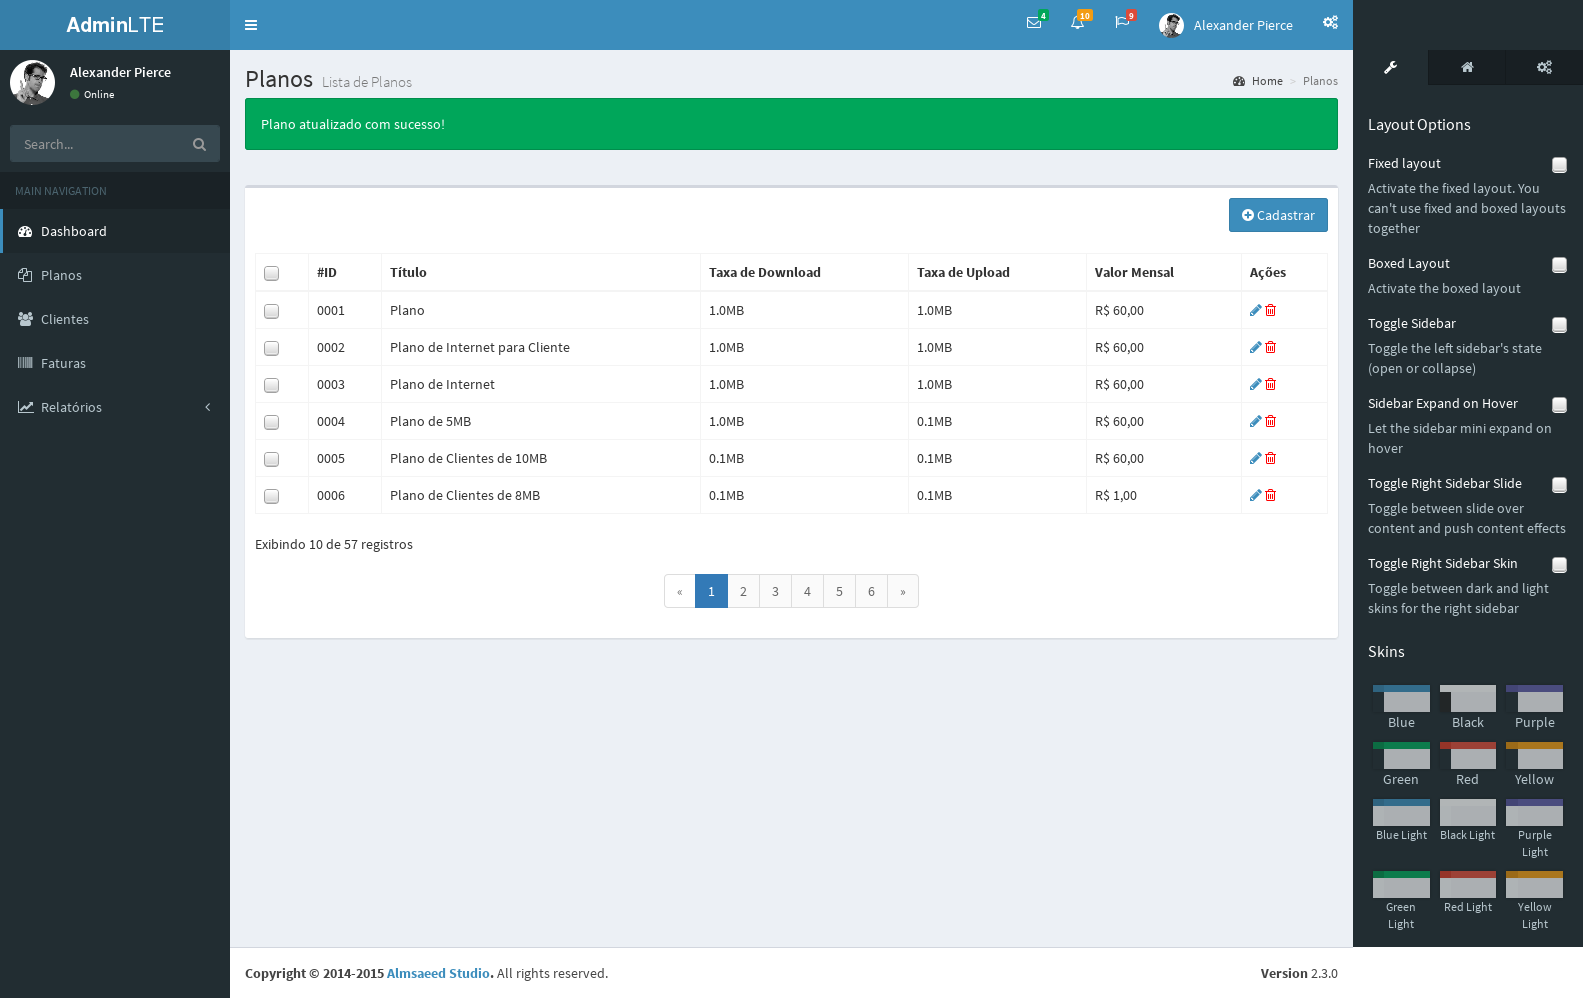 AdminLTE
4
10
9
Alexander Pierce
Alexander Pierce
Online
Search...
MAIN NAVIGATION
Dashboard
Planos
Clientes
Faturas
Relatórios
Planos Lista de Planos
Home > Planos
Plano atualizado com sucesso!
Cadastrar
#ID Título Taxa de Download Taxa de Upload Valor Mensal Ações
0001 Plano 1.0MB 1.0MB R$ 60,00
0002 Plano de Internet para Cliente 1.0MB 1.0MB R$ 60,00
0003 Plano de Internet 1.0MB 1.0MB R$ 60,00
0004 Plano de 5MB 1.0MB 0.1MB R$ 60,00
0005 Plano de Clientes de 10MB 0.1MB 0.1MB R$ 60,00
0006 Plano de Clientes de 8MB 0.1MB 0.1MB R$ 1,00
Exibindo 10 de 57 registros
« 1 2 3 4 5 6 »
Layout Options
Fixed layout
Activate the fixed layout. You
can't use fixed and boxed layouts
together
Boxed Layout
Activate the boxed layout
Toggle Sidebar
Toggle the left sidebar's state
(open or collapse)
Sidebar Expand on Hover
Let the sidebar mini expand on
hover
Toggle Right Sidebar Slide
Toggle between slide over
content and push content effects
Toggle Right Sidebar Skin
Toggle between dark and light
skins for the right sidebar
Skins
Blue Black Purple
Green Red Yellow
Blue Light Black Light Purple
Light
Green Red Light Yellow
Light Light
Copyright © 2014-2015 Almsaeed Studio. All rights reserved.
Version 2.3.0